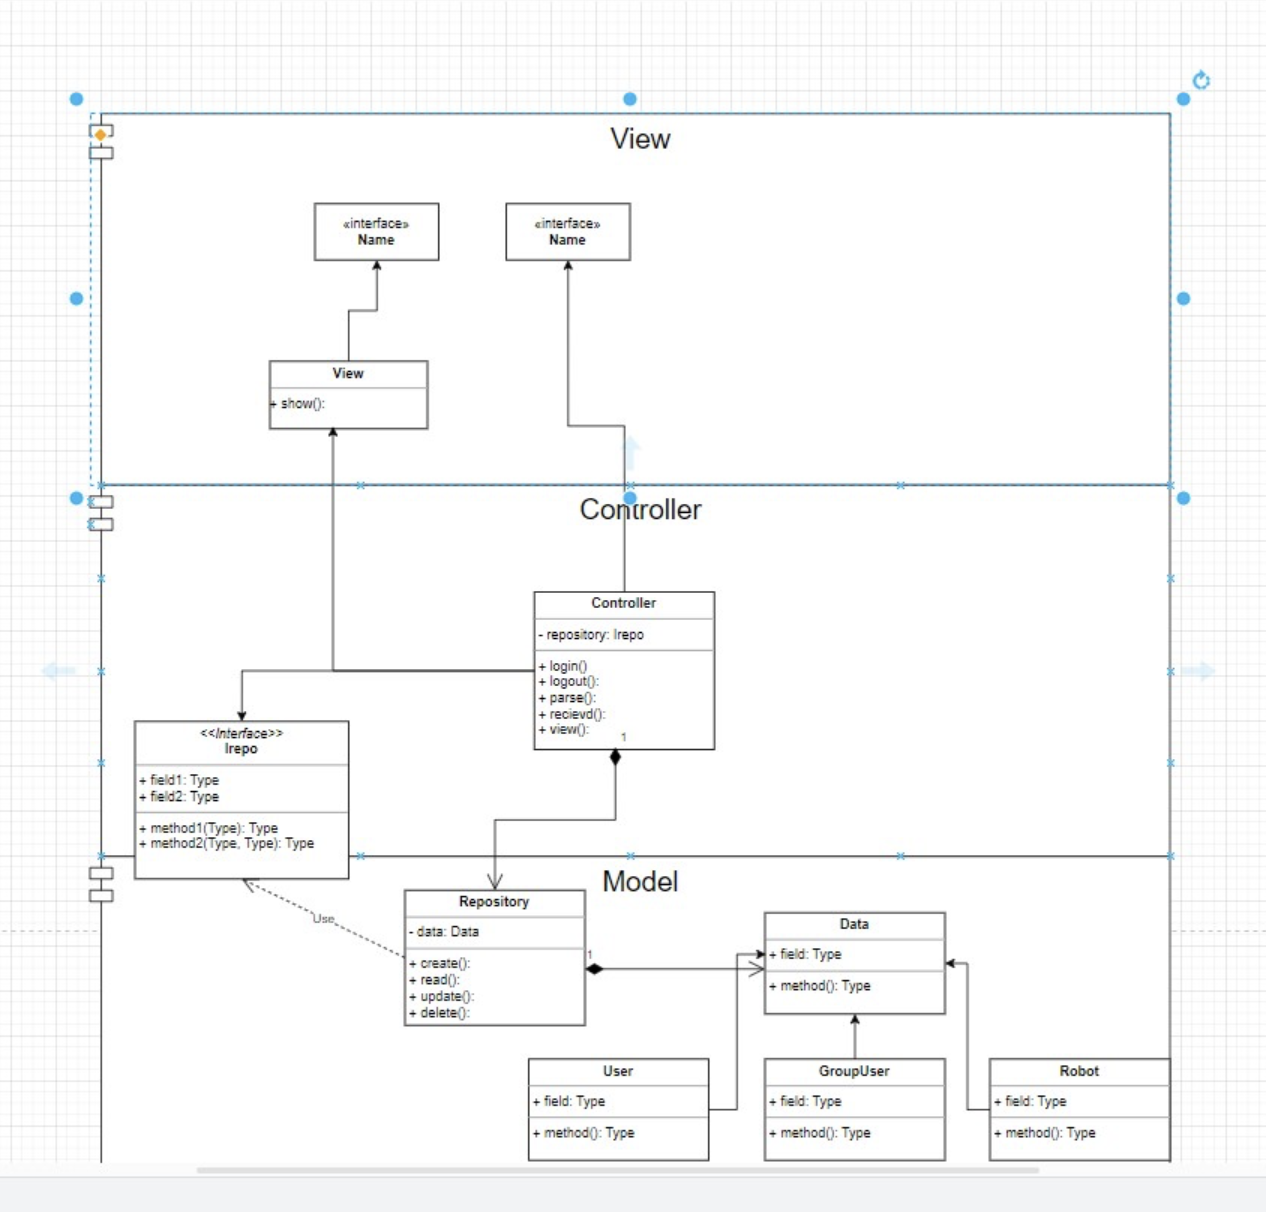 View
«interface»
Name
«interface»
Name
View
+ show():
Controller
Controller
- repository: Irepo
+ login()
+ logout():
+ parse():
+ recievd():
+ view():
1
<<Interface>>
Irepo
+ field1: Type
+ field2: Type
+ method1(Type): Type
+ method2(Type, Type): Type
Model
Use
Repository
- data: Data
+ create():
+ read():
+ update():
+ delete():
1
Data
+ field: Type
+ method(): Type
User
+ field: Type
+ method(): Type
GroupUser
+ field: Type
+ method(): Type
Robot
+ field: Type
+ method(): Type